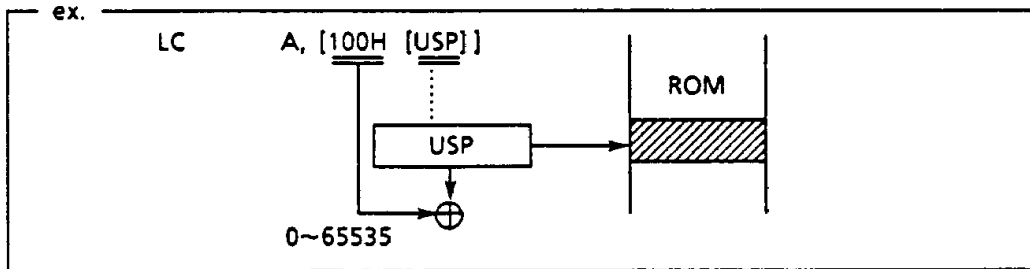 ex.
LC A, [100H [USP] ]
ROM
USP
0~65535